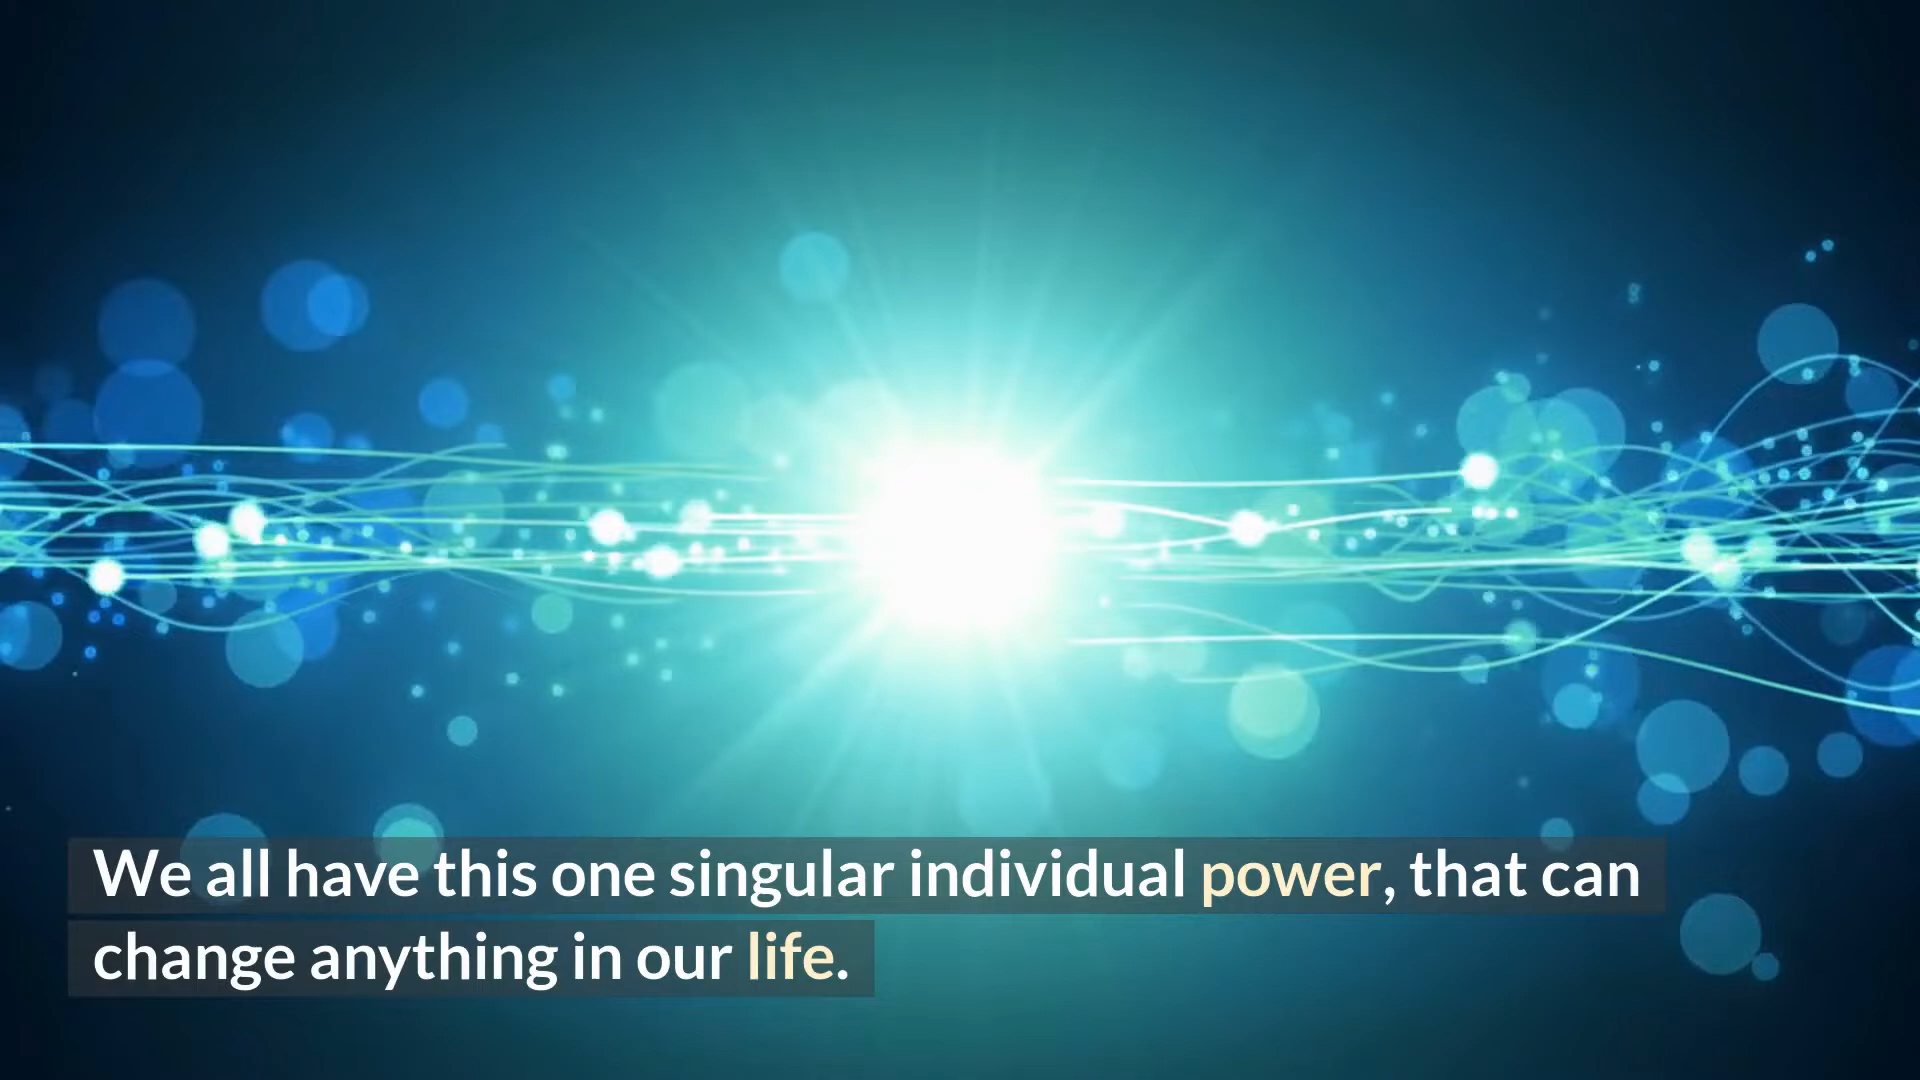 We all have this one singular individual power, that can
change anything in our life.